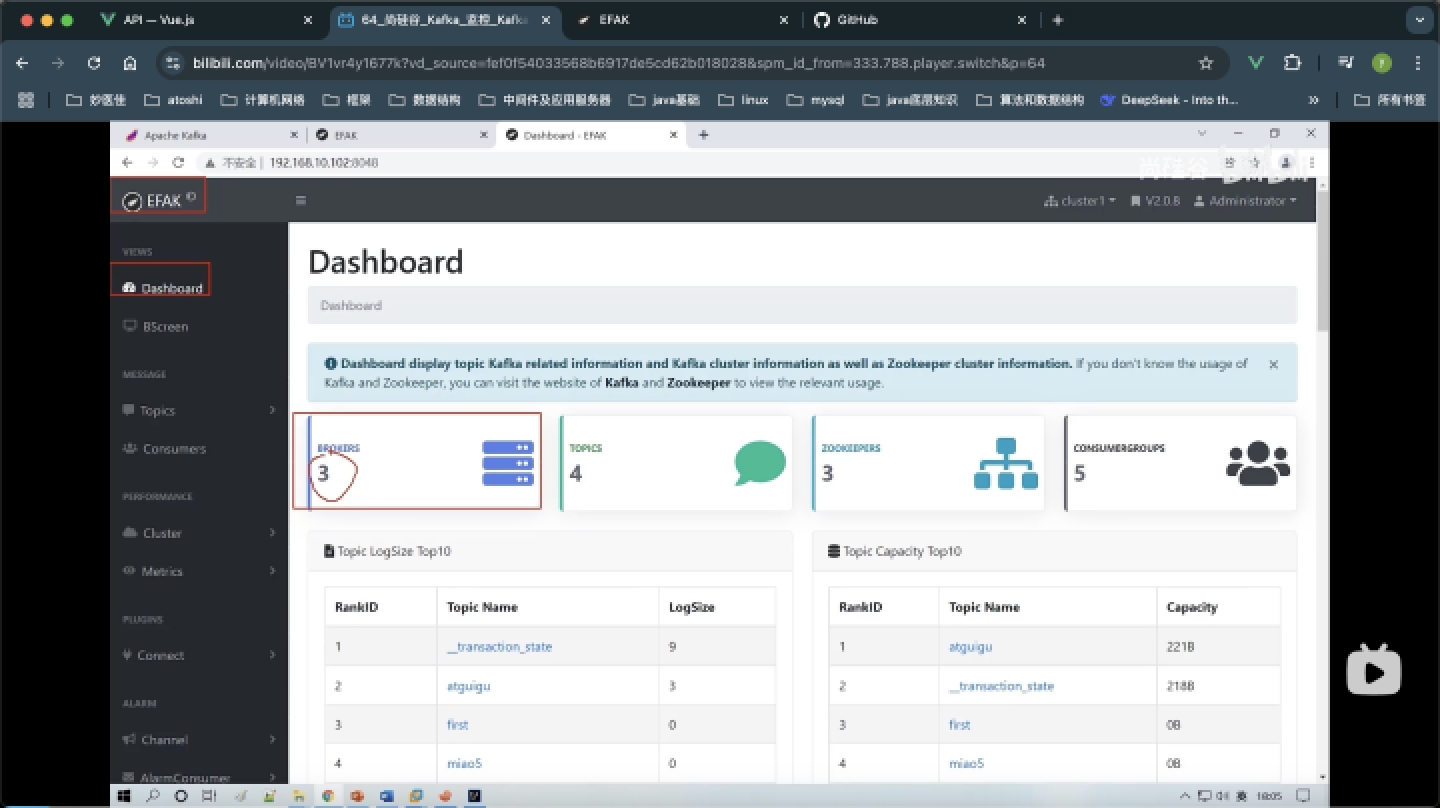 API — Vue.js
64_尚硅谷_Kafka_监控_Kafka
EFAK
GitHub
bilibili.com/video/BV1vr4y1677k?vd_source=fef0f54033568b6917de5cd62b018028&spm_id_from=333.788.player.switch&p=64
妙医佳
atoshi
计算机网络
框架
数据结构
中间件及应用服务器
java基础
linux
mysql
java底层知识
算法和数据结构
DeepSeek - Into th...
所有书签
Apache Kafka
EFAK
Dashboard - EFAK
不安全 | 192.168.10.102:8048
尚硅谷 bilibili
EFAK
cluster1
V2.0.8
Administrator
VIEWS
Dashboard
BScreen
MESSAGE
Topics
Consumers
PERFORMANCE
Cluster
Metrics
PLUGINS
Connect
ALARM
Channel
AlarmConsumer
Dashboard
Dashboard
Dashboard display topic Kafka related information and Kafka cluster information as well as Zookeeper cluster information. If you don't know the usage of
Kafka and Zookeeper, you can visit the website of Kafka and Zookeeper to view the relevant usage.
BROKERS
3
TOPICS
4
ZOOKEEPERS
3
CONSUMERGROUPS
5
Topic LogSize Top10
RankID Topic Name LogSize
1 __transaction_state 9
2 atguigu 3
3 first 0
4 miao5 0
Topic Capacity Top10
RankID Topic Name Capacity
1 atguigu 221B
2 __transaction_state 218B
3 first 0B
4 miao5 0B
英
18:05